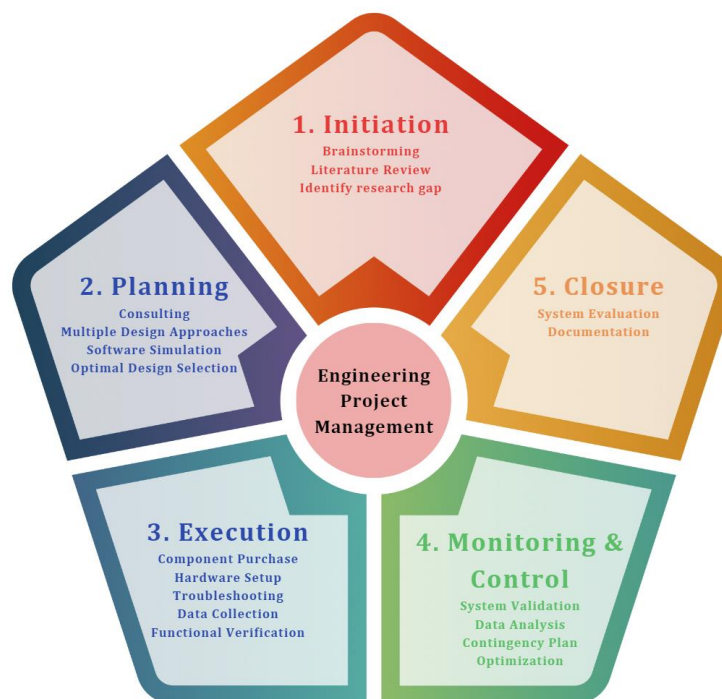 1. Initiation
Brainstorming
Literature Review
Identify research gap
2. Planning
Consulting
Multiple Design Approaches
Software Simulation
Optimal Design Selection
5. Closure
System Evaluation
Documentation
Engineering
Project
Management
3. Execution
Component Purchase
Hardware Setup
Troubleshooting
Data Collection
Functional Verification
4. Monitoring &
Control
System Validation
Data Analysis
Contingency Plan
Optimization